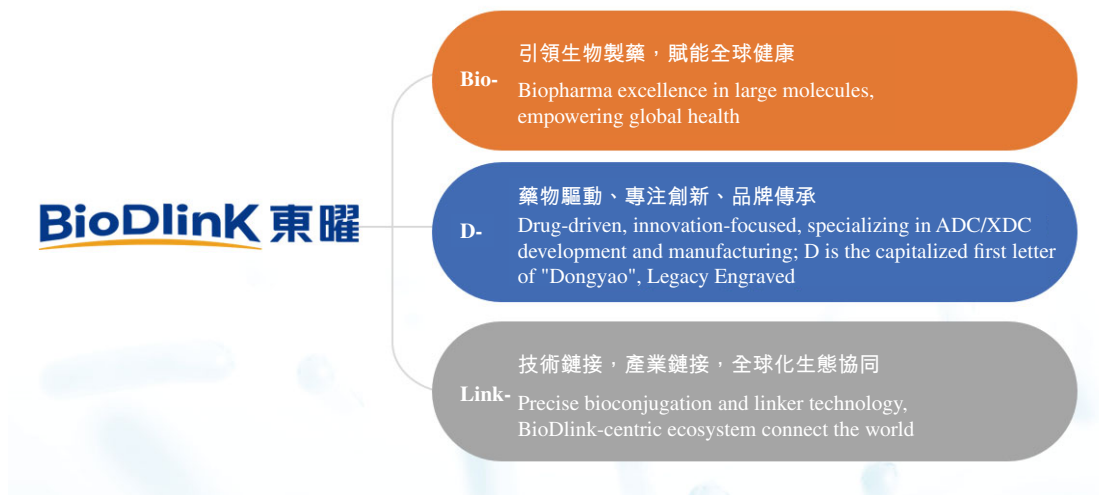 BioDlinK 東曜
Bio-
引領生物製藥，賦能全球健康
Biopharma excellence in large molecules,
empowering global health
D-
藥物驅動、專注創新、品牌傳承
Drug-driven, innovation-focused, specializing in ADC/XDC
development and manufacturing; D is the capitalized first letter
of "Dongyao", Legacy Engraved
Link-
技術鏈接，產業鏈接，全球化生態協同
Precise bioconjugation and linker technology,
BioDlink-centric ecosystem connect the world